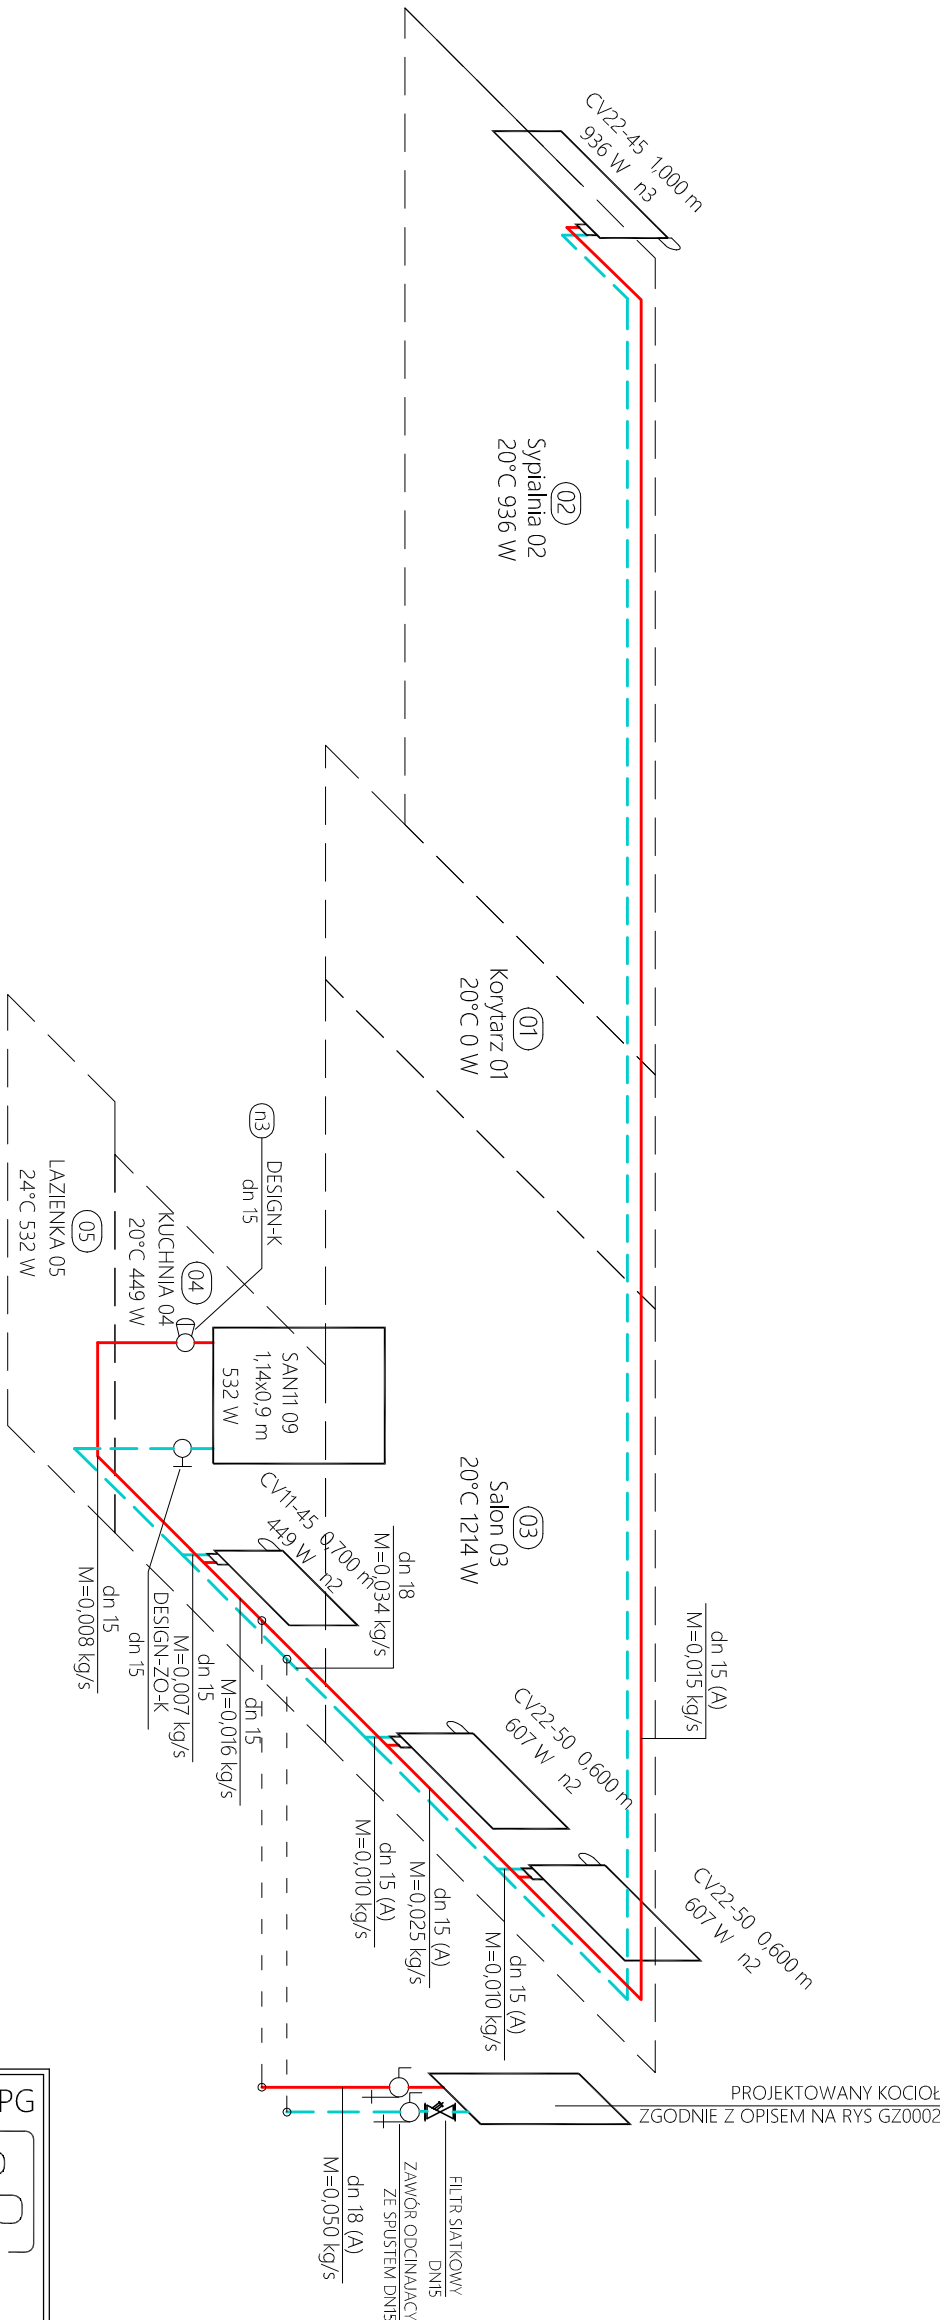 CV22-45 1,000 m
936 W n3
02
Sypialnia 02
20°C 936 W
01
Korytarz 01
20°C 0 W
n3
DESIGN-K
dn 15
05
LAZIENKA 05
24°C 532 W
04
KUCHNIA 04
20°C 449 W
SAN11 09
1,14x0,9 m
532 W
03
Salon 03
20°C 1214 W
CV11-45 0,700 m
449 W n2
dn 18
M=0,034 kg/s
dn 15 (A)
M=0,015 kg/s
dn 15
M=0,008 kg/s
DESIGN-ZO-K
dn 15
dn 15
M=0,007 kg/s
dn 15
M=0,016 kg/s
CV22-50 0,600 m
607 W n2
CV22-50 0,600 m
607 W n2
dn 15 (A)
M=0,010 kg/s
dn 15 (A)
M=0,025 kg/s
dn 15 (A)
M=0,010 kg/s
PROJEKTOWANY KOCIOŁ
ZGODNIE Z OPISEM NA RYS GZ0002
FILTR SIATKOWY
DN15
ZAWÓR ODCINAJACY
ZE SPUSTEM DN15
dn 18 (A)
M=0,050 kg/s
PG